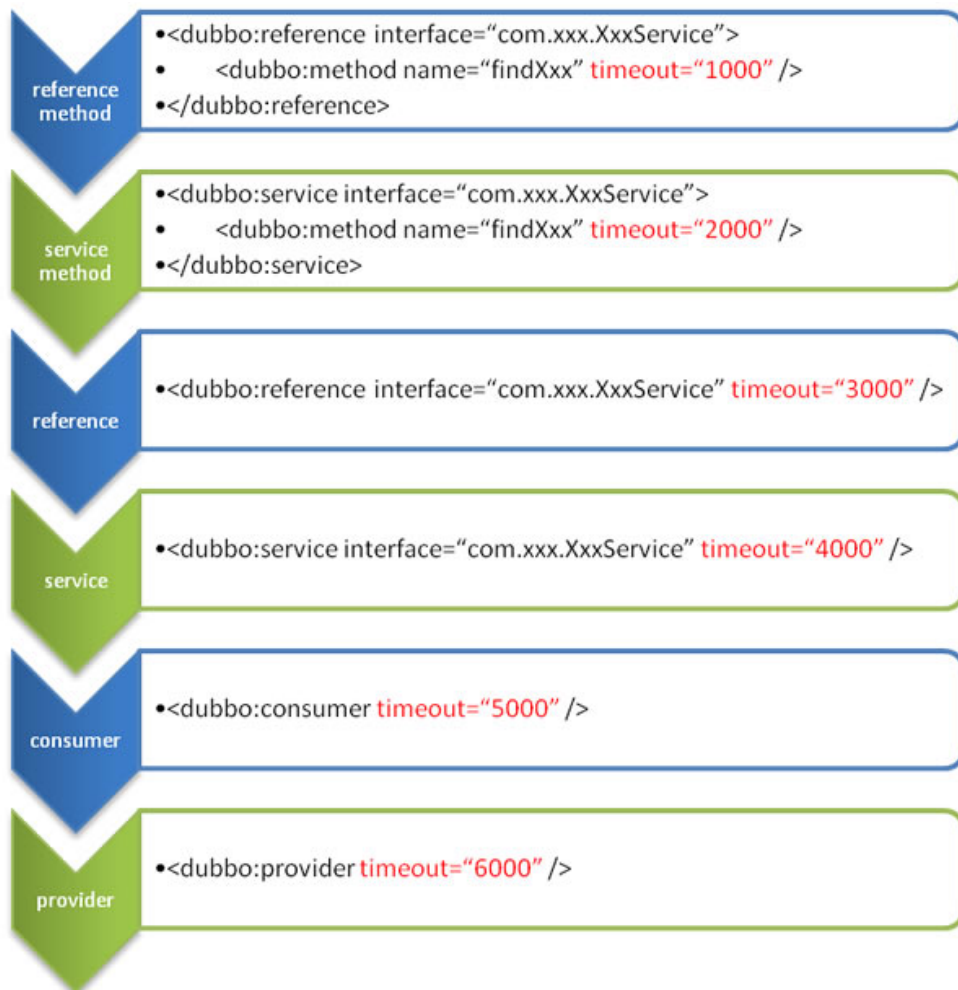 reference
method
•<dubbo:reference interface=“com.xxx.XxxService”>
• <dubbo:method name=“findXxx” timeout=“1000” />
•</dubbo:reference>
service
method
•<dubbo:service interface=“com.xxx.XxxService”>
• <dubbo:method name=“findXxx” timeout=“2000” />
•</dubbo:service>
reference
•<dubbo:reference interface=“com.xxx.XxxService” timeout=“3000” />
service
•<dubbo:service interface=“com.xxx.XxxService” timeout=“4000” />
consumer
•<dubbo:consumer timeout=“5000” />
provider
•<dubbo:provider timeout=“6000” />